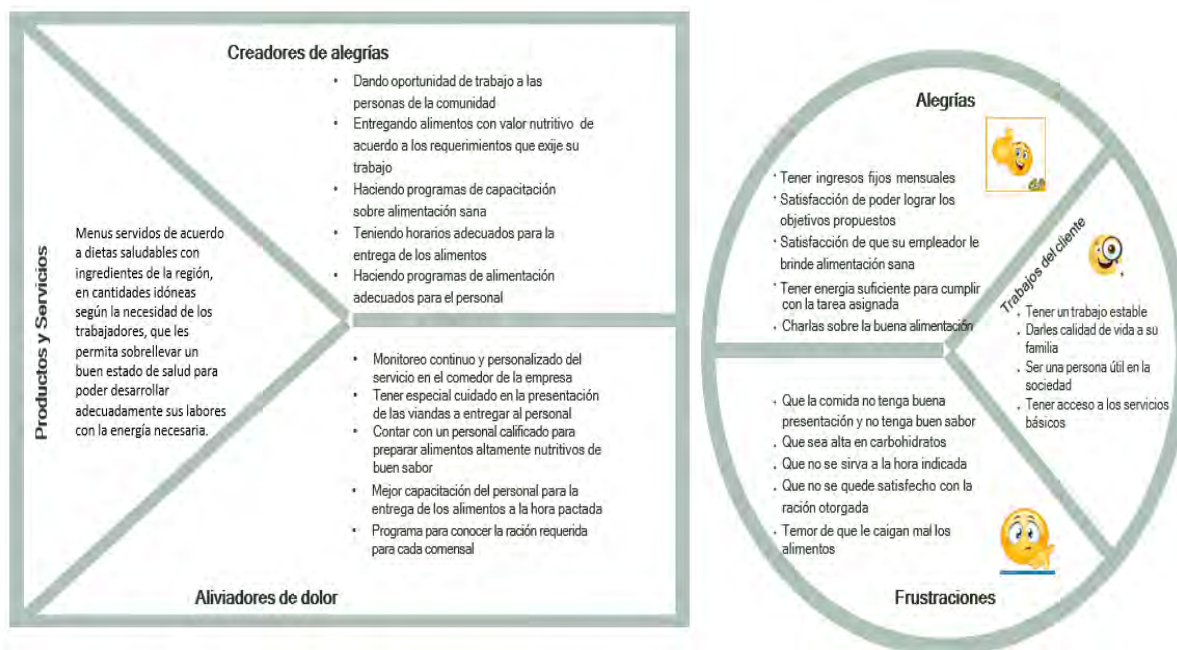 Creadores de alegrías
• Dando oportunidad de trabajo a las
personas de la comunidad
• Entregando alimentos con valor nutritivo de
acuerdo a los requerimientos que exije su
trabajo
• Haciendo programas de capacitación
sobre alimentación sana
• Teniendo horarios adecuados para la
entrega de los alimentos
• Haciendo programas de alimentación
adecuados para el personal
Productos y Servicios
Menus servidos de acuerdo
a dietas saludables con
ingredientes de la región,
en cantidades idóneas
según la necesidad de los
trabajadores, que les
permita sobrellevar un
buen estado de salud para
poder desarrollar
adecuadamente sus labores
con la energía necesaria.
• Monitoreo continuo y personalizado del
servicio en el comedor de la empresa
• Tener especial cuidado en la presentación
de las viandas a entregar al personal
• Contar con un personal calificado para
preparar alimentos altamente nutritivos de
buen sabor
• Mejor capacitación del personal para la
entrega de los alimentos a la hora pactada
• Programa para conocer la ración requerida
para cada comensal
Aliviadores de dolor
Alegrías
• Tener ingresos fijos mensuales
• Satisfacción de poder lograr los
objetivos propuestos
• Satisfacción de que su empleador le
brinde alimentación sana
• Tener energia suficiente para cumplir
con la tarea asignada
• Charlas sobre la buena alimentación
Trabajos del cliente
• Tener un trabajo estable
• Darles calidad de vida a su
familia
• Ser una persona útil en la
sociedad
• Tener acceso a los servicios
básicos
• Que la comida no tenga buena
presentación y no tenga buen sabor
• Que sea alta en carbohidratos
• Que no se sirva a la hora indicada
• Que no se quede satisfecho con la
ración otorgada
• Temor de que le caigan mal los
alimentos
Frustraciones